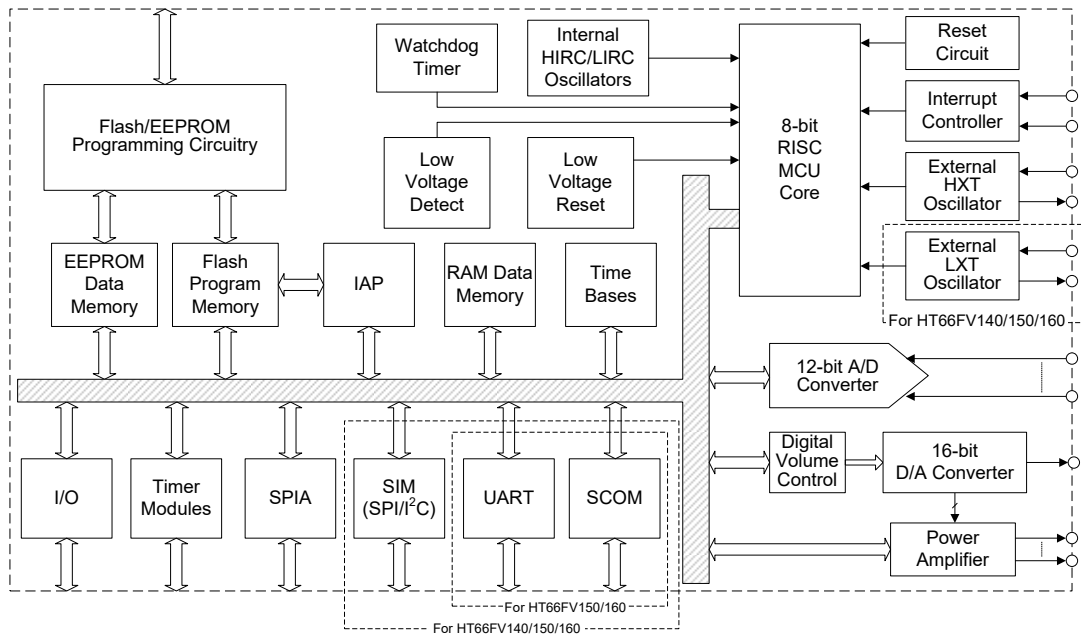 Watchdog
Timer
Internal
HIRC/LIRC
Oscillators
Reset
Circuit
Flash/EEPROM
Programming Circuitry
8-bit
RISC
MCU
Core
Interrupt
Controller
Low
Voltage
Detect
Low
Voltage
Reset
External
HXT
Oscillator
EEPROM
Data
Memory
Flash
Program
Memory
IAP
RAM Data
Memory
Time
Bases
External
LXT
Oscillator
For HT66FV140/150/160
12-bit A/D
Converter
Digital
Volume
Control
16-bit
D/A Converter
I/O
Timer
Modules
SPIA
SIM
(SPI/I²C)
UART
SCOM
Power
Amplifier
For HT66FV150/160
For HT66FV140/150/160